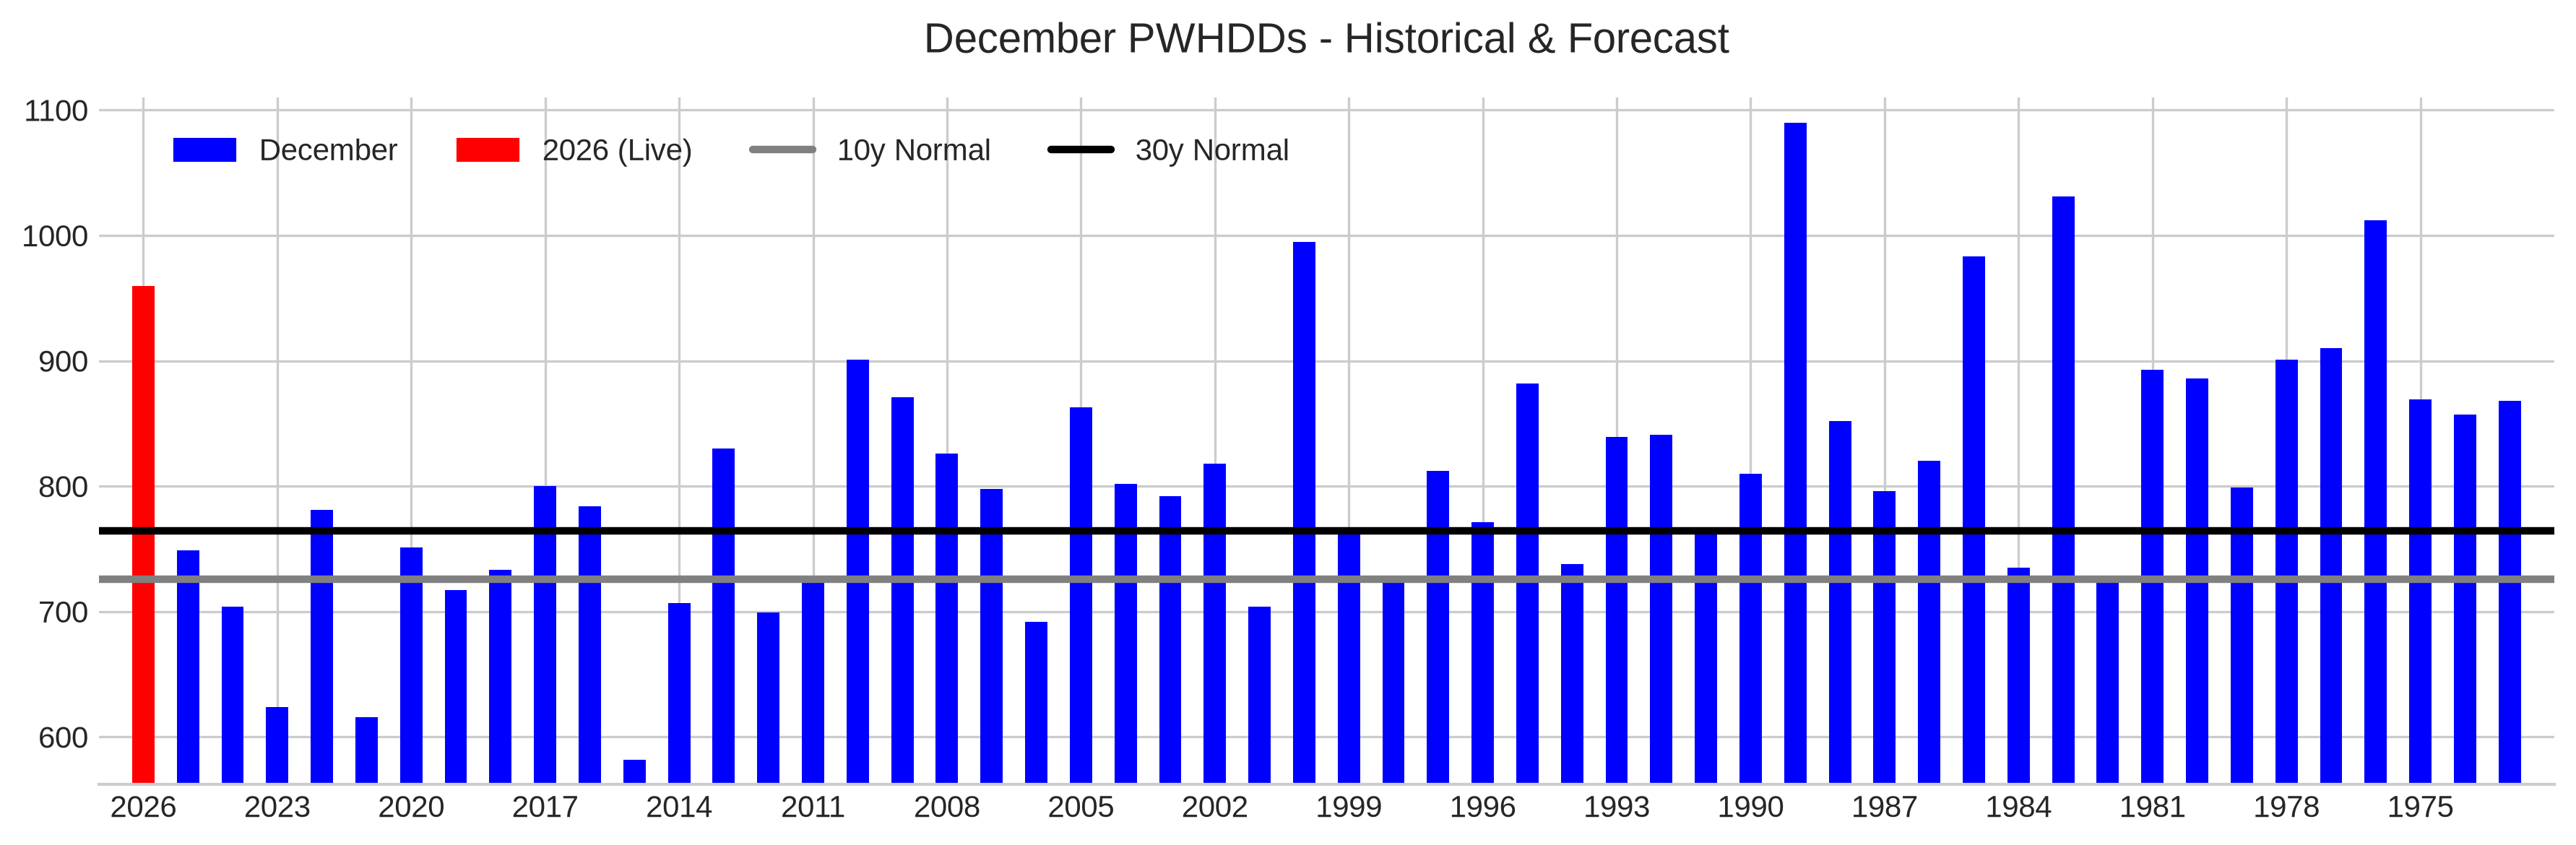 December PWHDDs - Historical & Forecast
1100
December 2026 (Live) 10y Normal 30y Normal
1000
900
800
700
600
2026 2023 2020 2017 2014 2011 2008 2005 2002 1999 1996 1993 1990 1987 1984 1981 1978 1975